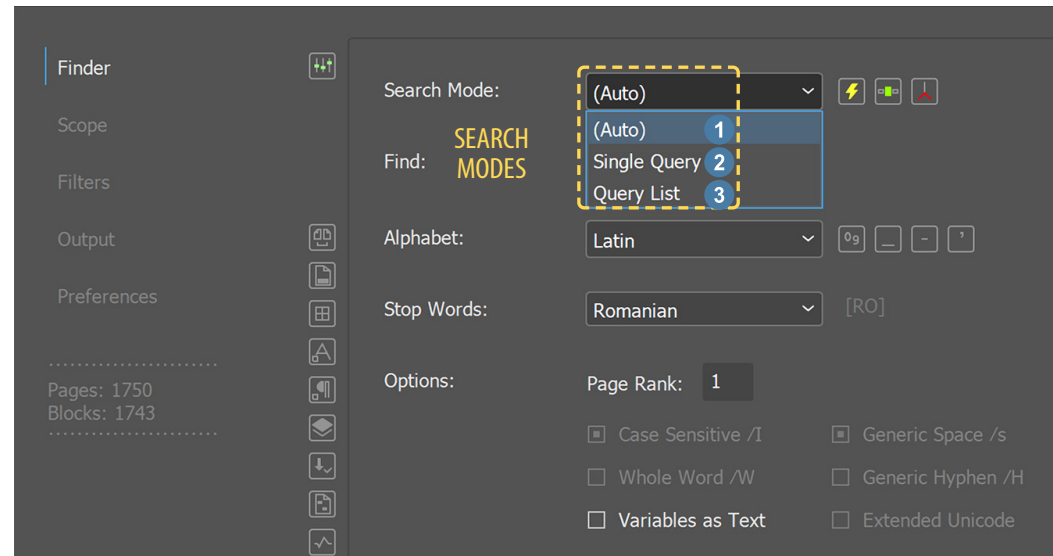 Finder
Scope
Filters
Output
Preferences
Pages: 1750
Blocks: 1743
Search Mode:
(Auto)
(Auto) 1
Single Query 2
Query List 3
SEARCH
MODES
Find:
Alphabet:
Latin
09 _ - '
Stop Words:
Romanian
[RO]
Options:
Page Rank: 1
Case Sensitive /I
Generic Space /s
Whole Word /W
Generic Hyphen /H
Variables as Text
Extended Unicode